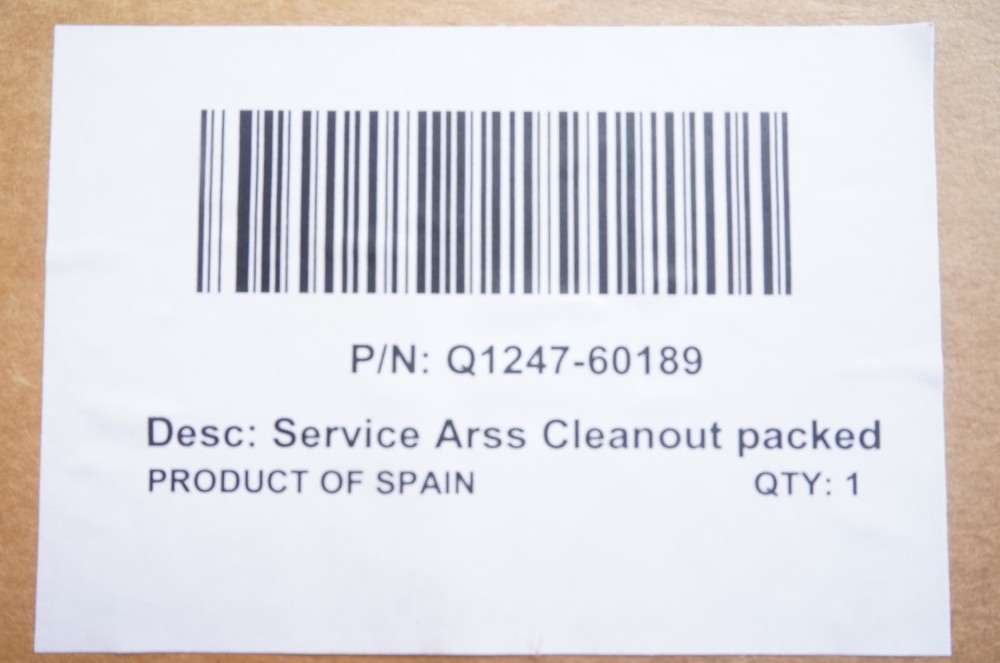 P/N: Q1247-60189
Desc: Service Arss Cleanout packed
PRODUCT OF SPAIN QTY: 1